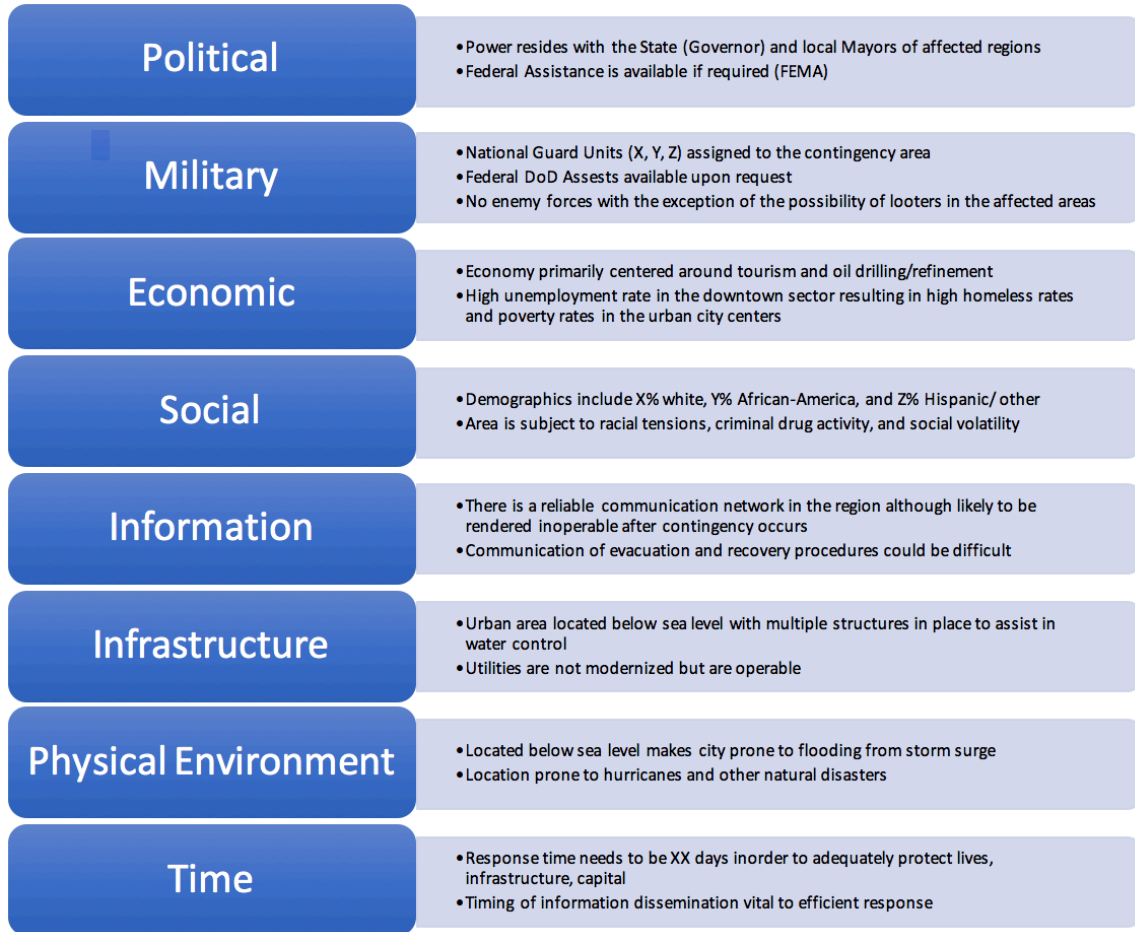 Political
•Power resides with the State (Governor) and local Mayors of affected regions
•Federal Assistance is available if required (FEMA)
Military
•National Guard Units (X, Y, Z) assigned to the contingency area
•Federal DoD Assests available upon request
•No enemy forces with the exception of the possibility of looters in the affected areas
Economic
•Economy primarily centered around tourism and oil drilling/refinement
•High unemployment rate in the downtown sector resulting in high homeless rates
and poverty rates in the urban city centers
Social
•Demographics include X% white, Y% African-America, and Z% Hispanic/ other
•Area is subject to racial tensions, criminal drug activity, and social volatility
Information
•There is a reliable communication network in the region although likely to be
rendered inoperable after contingency occurs
•Communication of evacuation and recovery procedures could be difficult
Infrastructure
•Urban area located below sea level with multiple structures in place to assist in
water control
•Utilities are not modernized but are operable
Physical Environment
•Located below sea level makes city prone to flooding from storm surge
•Location prone to hurricanes and other natural disasters
Time
•Response time needs to be XX days inorder to adequately protect lives,
infrastructure, capital
•Timing of information dissemination vital to efficient response